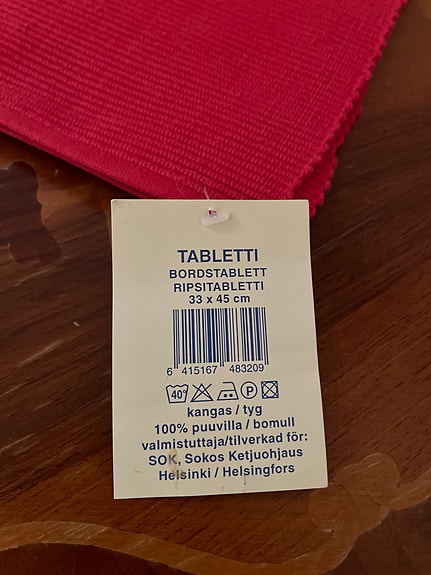 TABLETTI
BORDSTABLETT
RIPSITABLETTI
33 x 45 cm
6 415167 483209
40°
P
kangas / tyg
100% puuvilla / bomull
valmistuttaja/tilverkad för:
SOK, Sokos Ketjuohjaus
Helsinki / Helsingfors